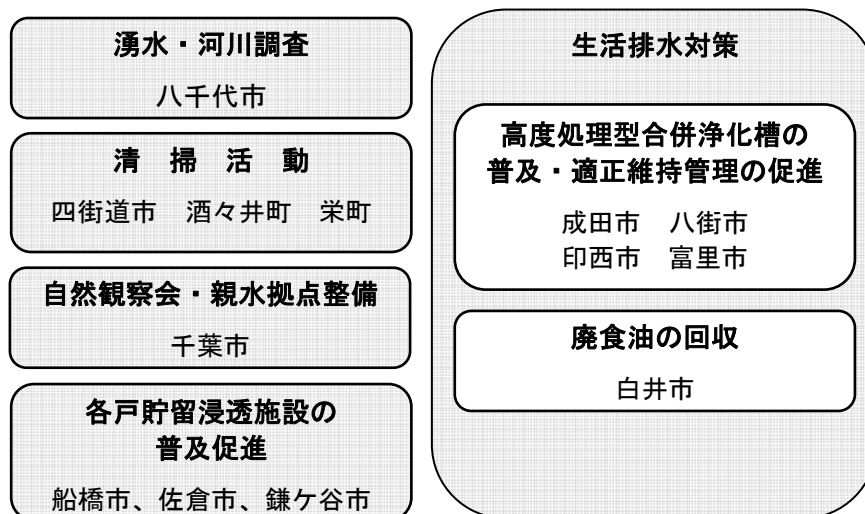 湧水・河川調査
八千代市
清 掃 活 動
四街道市 酒々井町 栄町
自然観察会・親水拠点整備
千葉市
各戸貯留浸透施設の
普及促進
船橋市、佐倉市、鎌ケ谷市
生活排水対策
高度処理型合併浄化槽の
普及・適正維持管理の促進
成田市 八街市
印西市 富里市
廃食油の回収
白井市